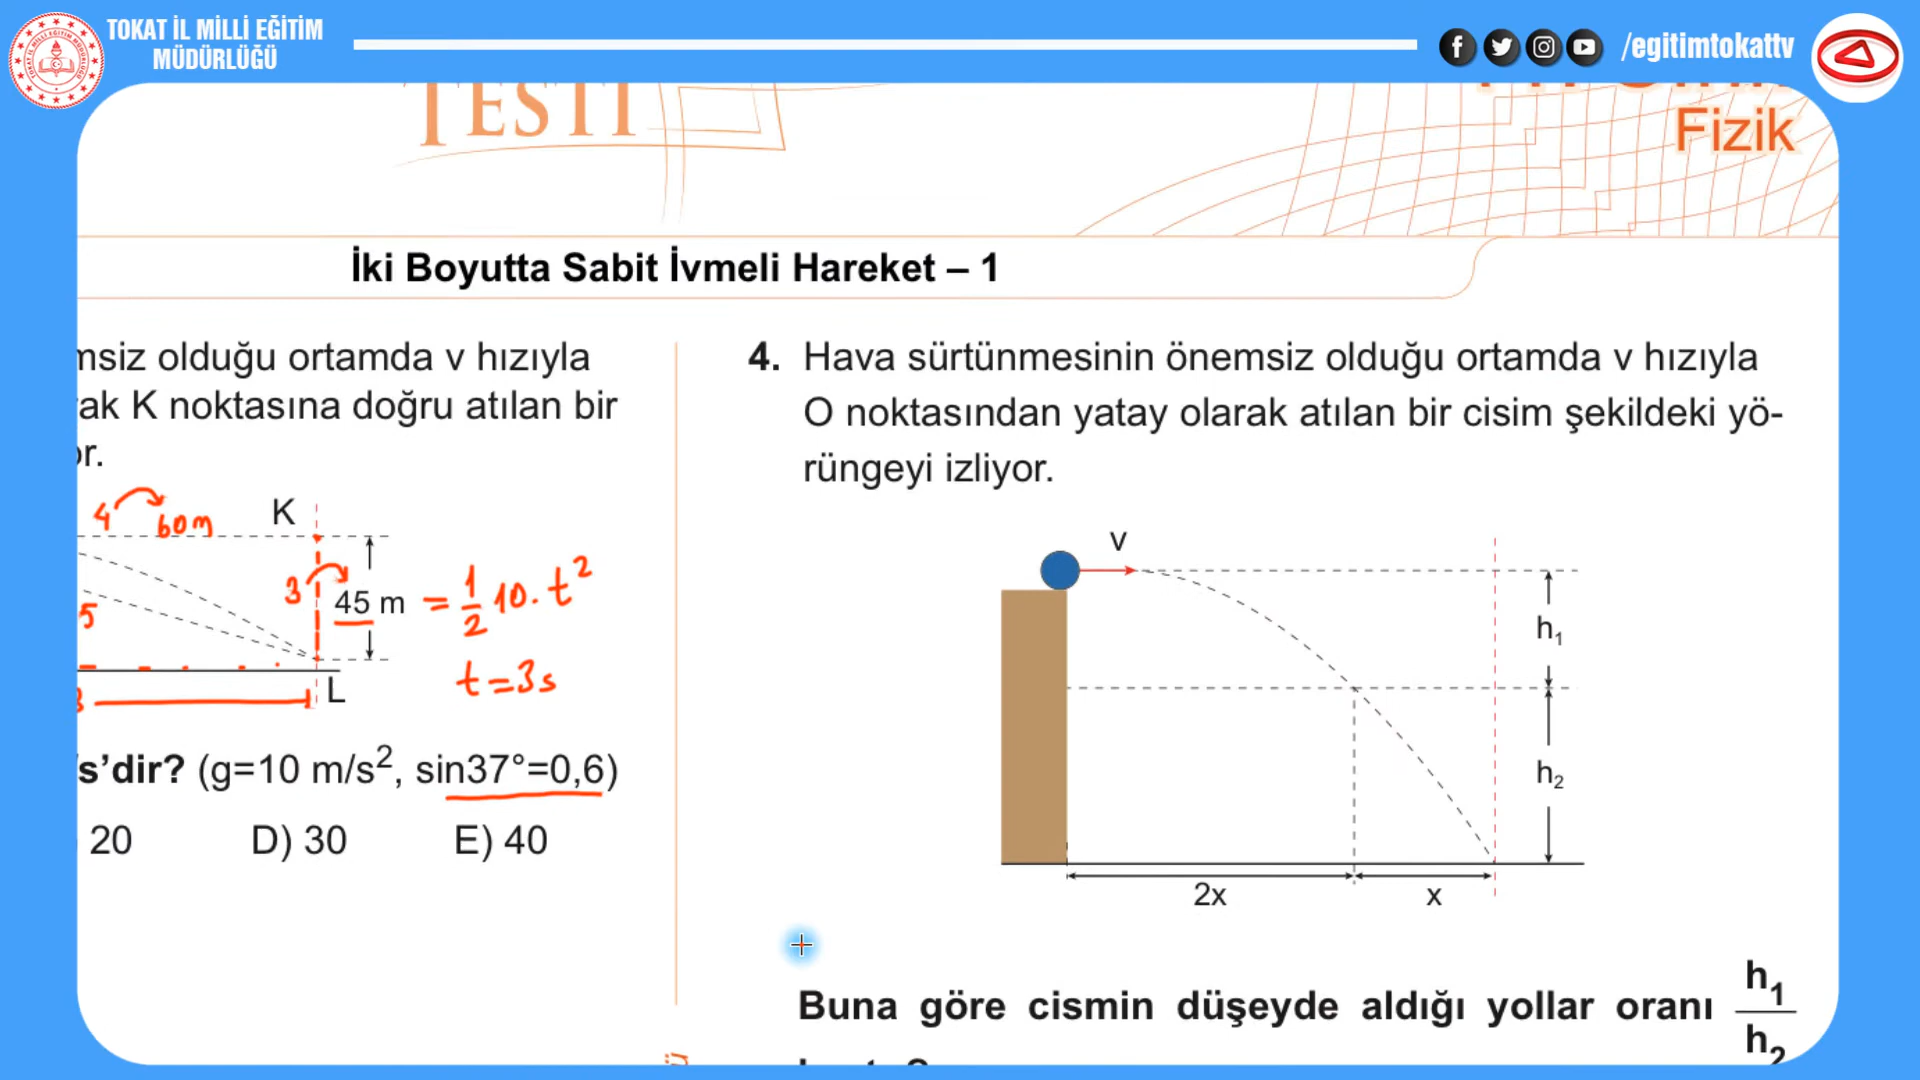 TOKAT İL MİLLİ EĞİTİM
MÜDÜRLÜĞÜ
/egitimtokattv
TESTİ
Fizik
İki Boyutta Sabit İvmeli Hareket – 1
olduğu ortamda v hızıyla
K noktasına doğru atılan bir
4 60m
K
3
45 m = 1/2 10. t²
5
t=3s
L
s'dir? (g=10 m/s², sin37°=0,6)
20 D) 30 E) 40
4. Hava sürtünmesinin önemsiz olduğu ortamda v hızıyla
O noktasından yatay olarak atılan bir cisim şekildeki yö-
rüngeyi izliyor.
v
h₁
h₂
2x x
Buna göre cismin düşeyde aldığı yollar oranı h₁/h₂